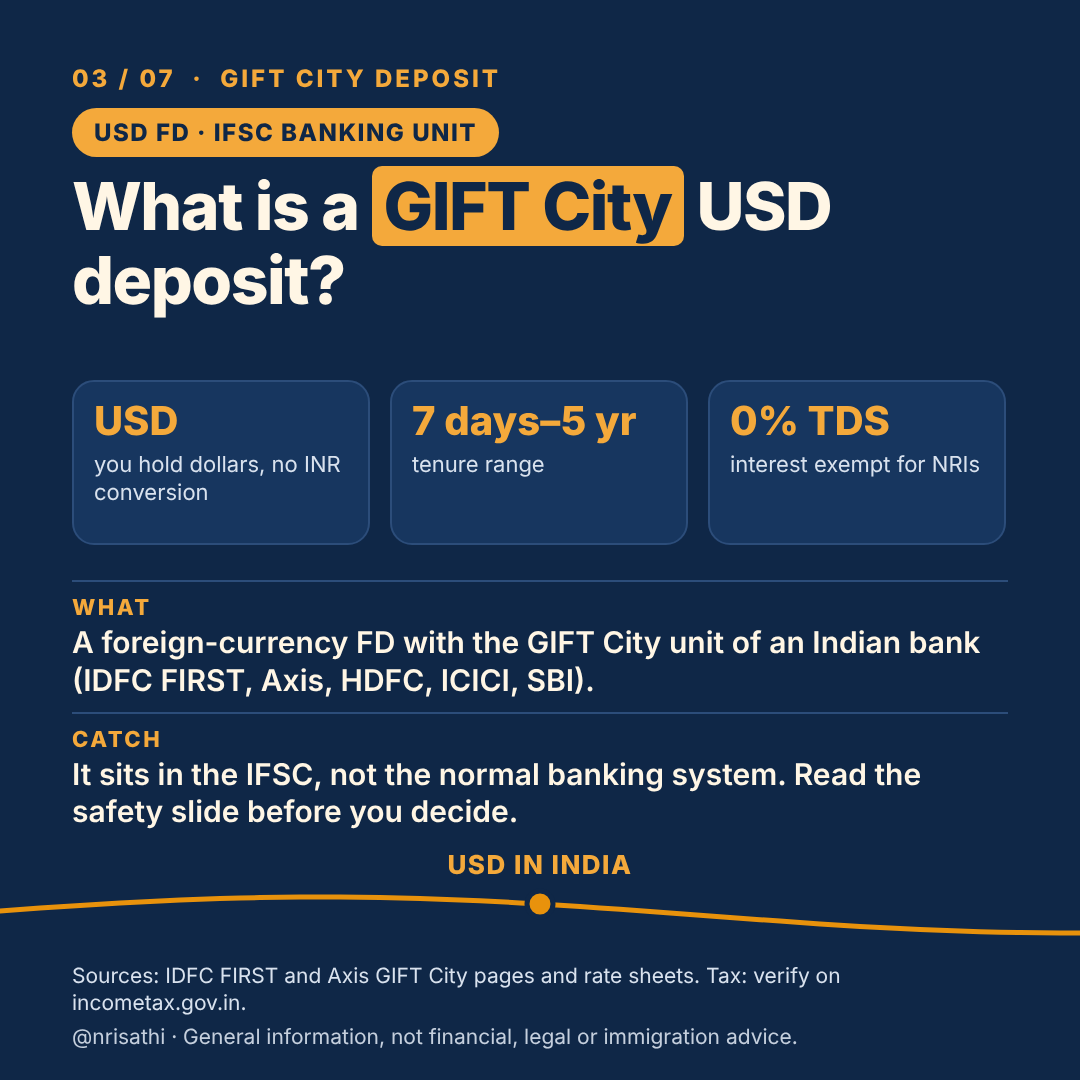 03 / 07 · GIFT CITY DEPOSIT
USD FD · IFSC BANKING UNIT
What is a GIFT City USD
deposit?
USD
you hold dollars, no INR
conversion
7 days–5 yr
tenure range
0% TDS
interest exempt for NRIs
WHAT
A foreign-currency FD with the GIFT City unit of an Indian bank
(IDFC FIRST, Axis, HDFC, ICICI, SBI).
CATCH
It sits in the IFSC, not the normal banking system. Read the
safety slide before you decide.
USD IN INDIA
Sources: IDFC FIRST and Axis GIFT City pages and rate sheets. Tax: verify on
incometax.gov.in.
@nrisathi · General information, not financial, legal or immigration advice.